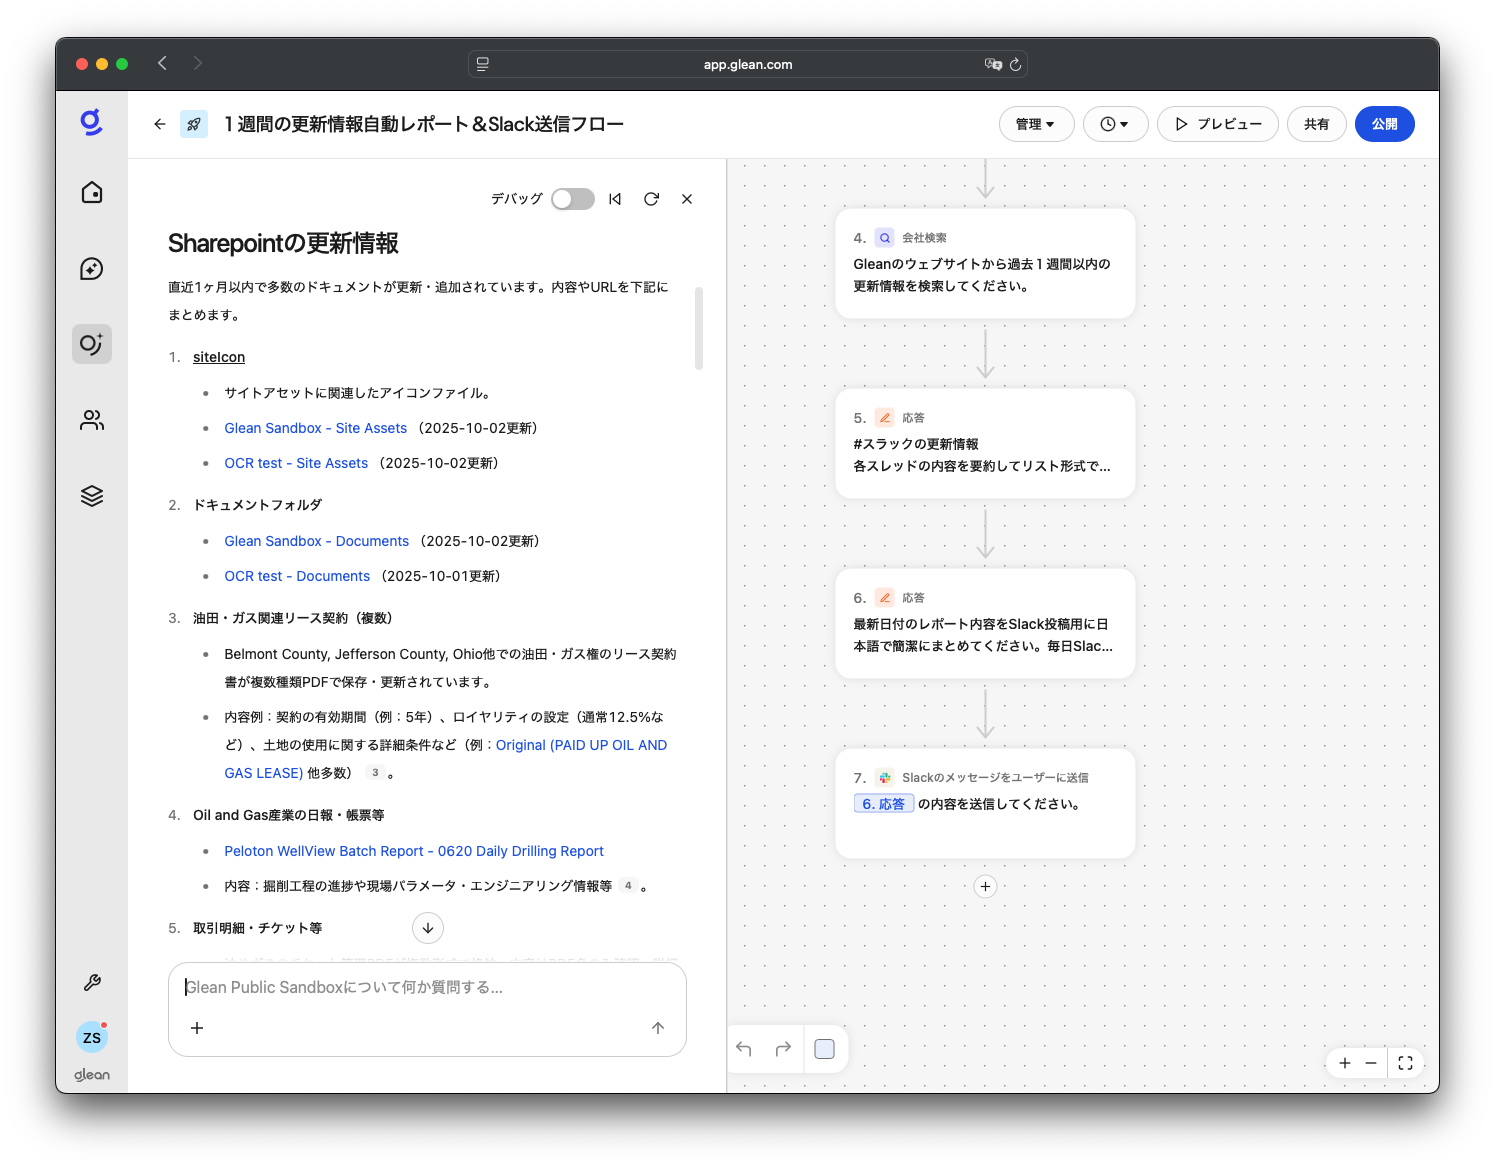 app.glean.com
1 週間の更新情報自動レポート＆Slack送信フロー
管理
プレビュー
共有
公開
デバッグ
Sharepointの更新情報
直近1ヶ月以内で多数のドキュメントが更新・追加されています。内容やURLを下記に
まとめます。
1. siteIcon
サイトアセットに関連したアイコンファイル。
Glean Sandbox - Site Assets （2025-10-02更新）
OCR test - Site Assets （2025-10-02更新）
2. ドキュメントフォルダ
Glean Sandbox - Documents （2025-10-02更新）
OCR test - Documents （2025-10-01更新）
3. 油田・ガス関連リース契約（複数）
Belmont County, Jefferson County, Ohio他での油田・ガス権のリース契約
書が複数種類PDFで保存・更新されています。
内容例：契約の有効期間（例：5年）、ロイヤリティの設定（通常12.5%な
ど）、土地の使用に関する詳細条件など（例：Original (PAID UP OIL AND
GAS LEASE) 他多数） 3 。
4. Oil and Gas産業の日報・帳票等
Peloton WellView Batch Report - 0620 Daily Drilling Report
内容：掘削工程の進捗や現場パラメータ・エンジニアリング情報等 4 。
5. 取引明細・チケット等
Glean Public Sandboxについて何か質問する...
ZS
glean
4. 会社検索
Gleanのウェブサイトから過去 1 週間以内の
更新情報を検索してください。
5. 応答
#スラックの更新情報
各スレッドの内容を要約してリスト形式で...
6. 応答
最新日付のレポート内容をSlack投稿用に日
本語で簡潔にまとめてください。毎日Slac...
7. Slackのメッセージをユーザーに送信
6. 応答 の内容を送信してください。